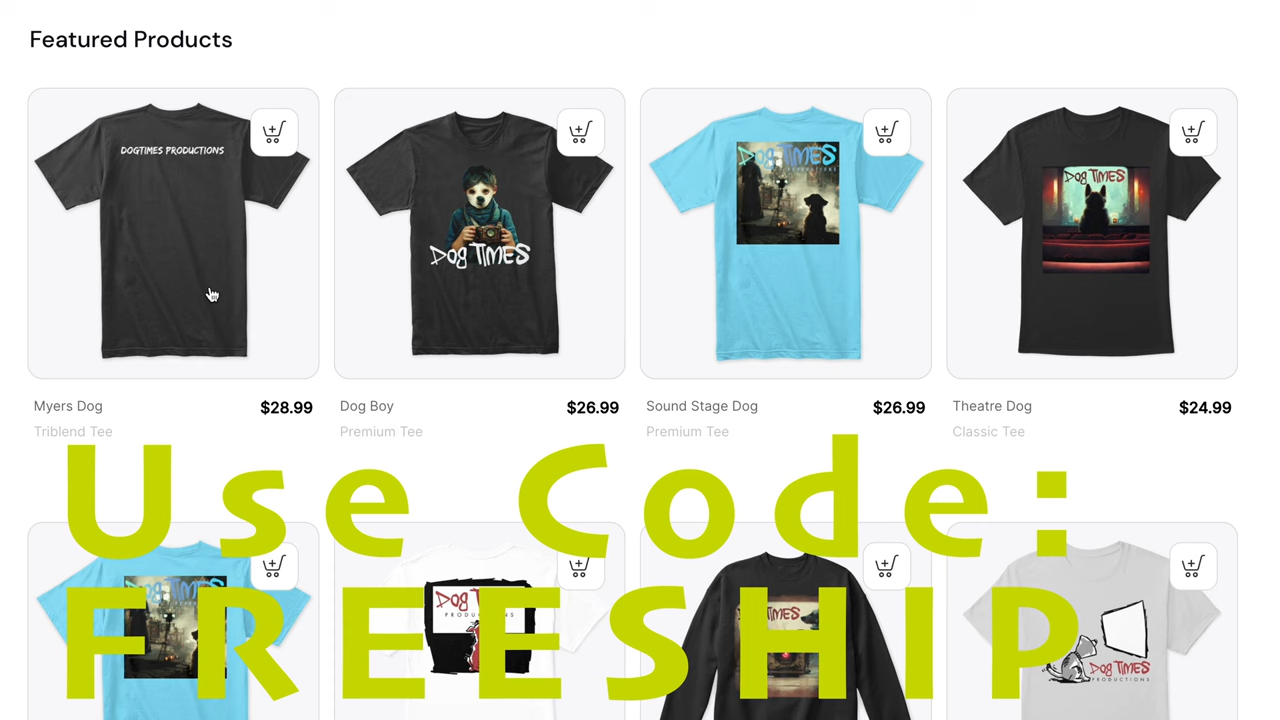 Featured Products
DOGTIMES PRODUCTIONS
DOG TIMES
DOG TIMES
PRODUCTIONS
DOG TIMES
Myers Dog
$28.99
Dog Boy
$26.99
Sound Stage Dog
$26.99
Theatre Dog
$24.99
Triblend Tee
Premium Tee
Premium Tee
Classic Tee
Use Code:
FREESHIP
DOG TIMES
PRODUCTIONS